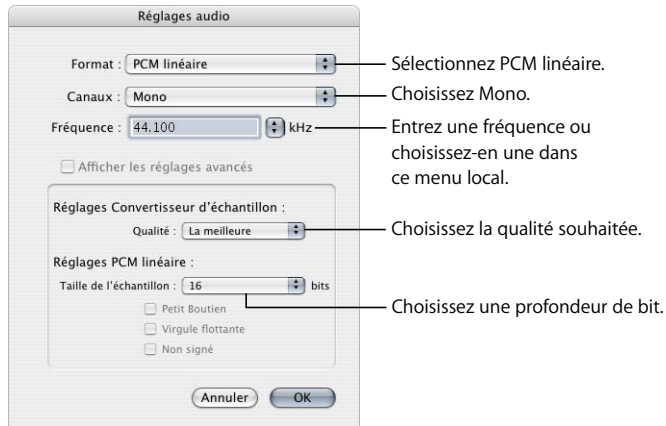 Réglages audio
Format : PCM linéaire
Sélectionnez PCM linéaire.
Canaux : Mono
Choisissez Mono.
Fréquence : 44.100 kHz
Entrez une fréquence ou
choisissez-en une dans
ce menu local.
Afficher les réglages avancés
Réglages Convertisseur d'échantillon :
Qualité : La meilleure
Choisissez la qualité souhaitée.
Réglages PCM linéaire :
Taille de l'échantillon : 16 bits
Choisissez une profondeur de bit.
Petit Boutien
Virgule flottante
Non signé
Annuler OK